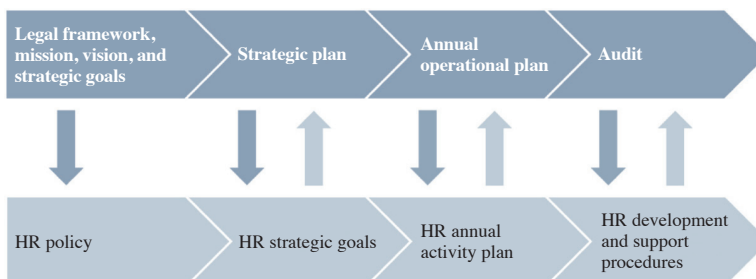 Legal framework,
mission, vision, and
strategic goals
Strategic plan
Annual
operational plan
Audit
HR policy
HR strategic goals
HR annual
activity plan
HR development
and support
procedures